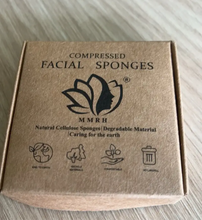 COMPRESSED
FACIAL SPONGES
®
MMRH
Natural Cellulose Sponges/Degradable Material
/Caring for the earth